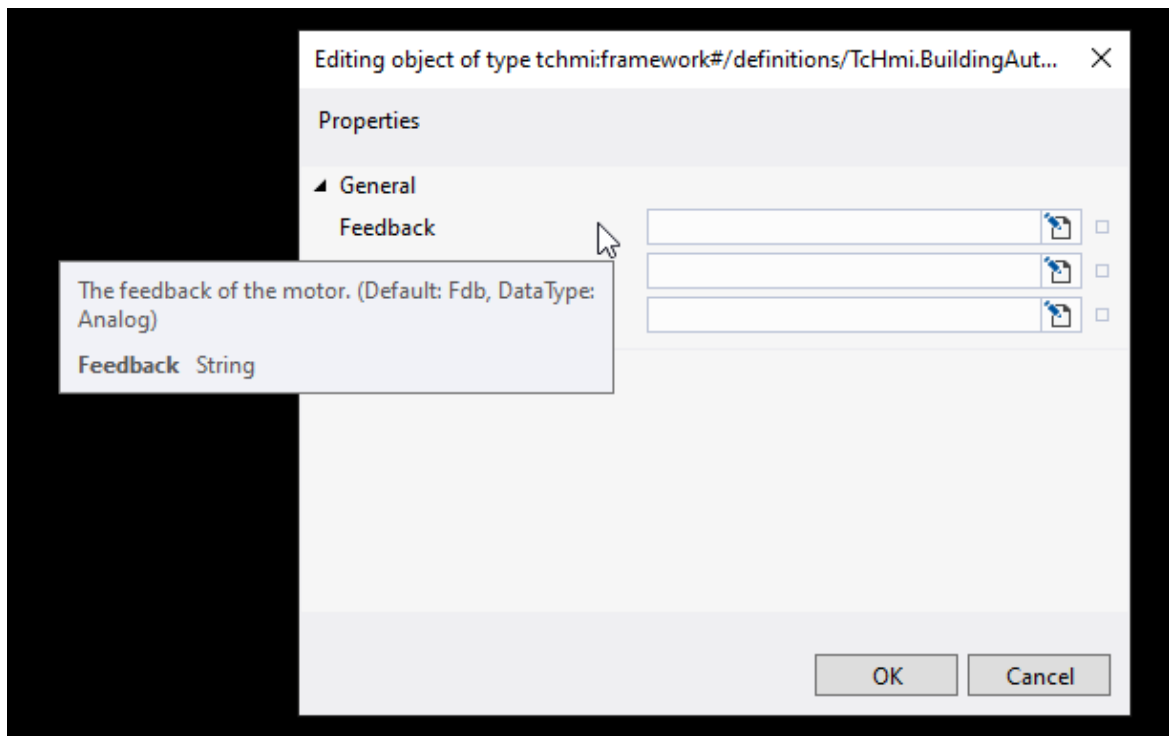 Editing object of type tchmi:framework#/definitions/TcHmi.BuildingAut...
Properties
General
Feedback
The feedback of the motor. (Default: Fdb, DataType:
Analog)
Feedback String
OK Cancel